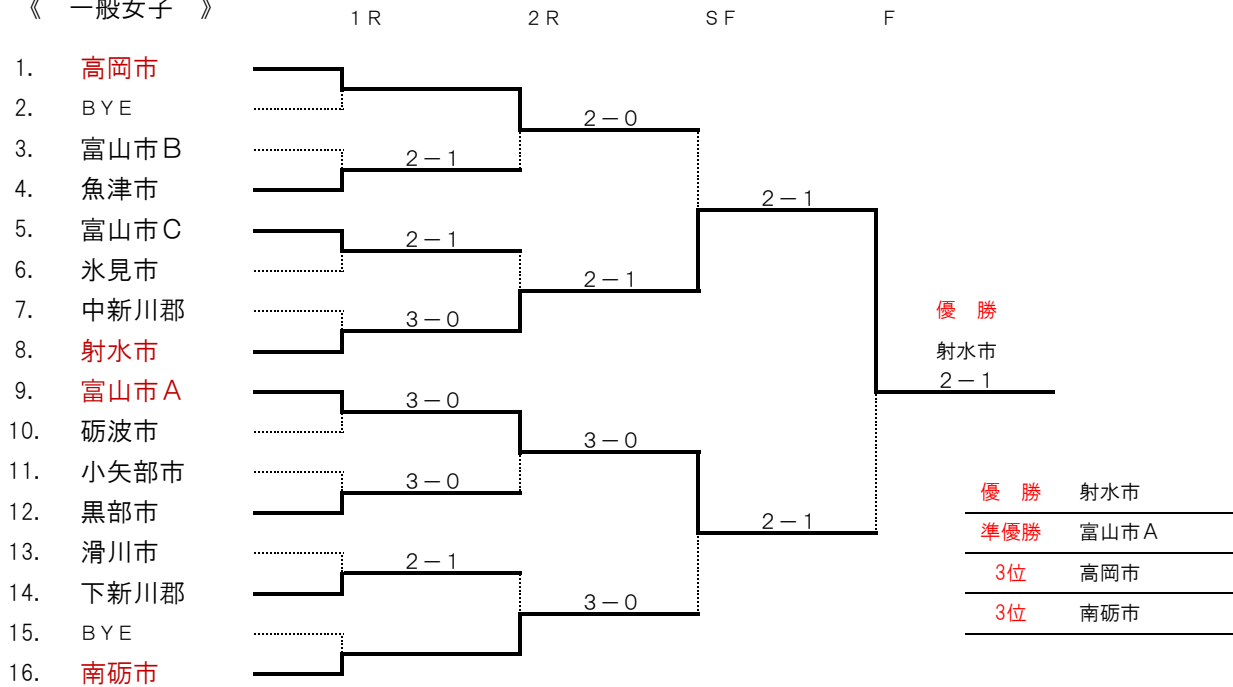 《 一般女子 》
1R 2R SF F
1. 高岡市
2. BYE
2-0
3. 富山市B
2-1
4. 魚津市
2-1
5. 富山市C
2-1
6. 氷見市
2-1
7. 中新川郡
優 勝
3-0
8. 射水市
射水市
2-1
9. 富山市A
3-0
10. 砺波市
3-0
11. 小矢部市
3-0
優 勝 射水市
12. 黒部市
2-1
準優勝 富山市A
13. 滑川市
2-1
3位 高岡市
14. 下新川郡
3-0
3位 南砺市
15. BYE
16. 南砺市